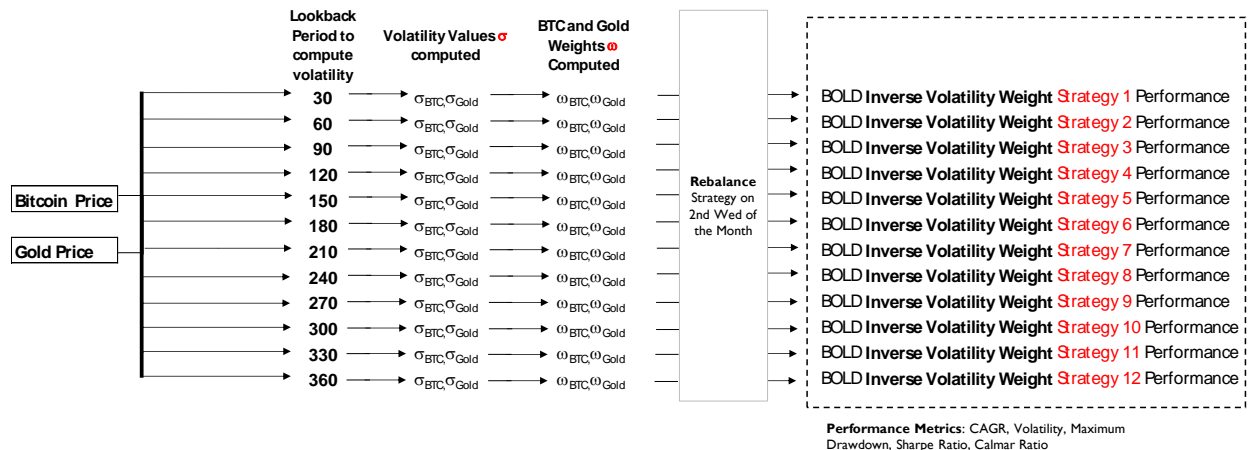 Lookback
Period to
compute
volatility
Volatility Values σ
computed
BTC and Gold
Weights ω
Computed
30 σBTC,σGold ωBTC,ωGold BOLD Inverse Volatility Weight Strategy 1 Performance
60 σBTC,σGold ωBTC,ωGold BOLD Inverse Volatility Weight Strategy 2 Performance
90 σBTC,σGold ωBTC,ωGold BOLD Inverse Volatility Weight Strategy 3 Performance
120 σBTC,σGold ωBTC,ωGold BOLD Inverse Volatility Weight Strategy 4 Performance
Bitcoin Price 150 σBTC,σGold ωBTC,ωGold BOLD Inverse Volatility Weight Strategy 5 Performance
180 σBTC,σGold ωBTC,ωGold BOLD Inverse Volatility Weight Strategy 6 Performance
Gold Price 210 σBTC,σGold ωBTC,ωGold BOLD Inverse Volatility Weight Strategy 7 Performance
240 σBTC,σGold ωBTC,ωGold BOLD Inverse Volatility Weight Strategy 8 Performance
270 σBTC,σGold ωBTC,ωGold BOLD Inverse Volatility Weight Strategy 9 Performance
300 σBTC,σGold ωBTC,ωGold BOLD Inverse Volatility Weight Strategy 10 Performance
330 σBTC,σGold ωBTC,ωGold BOLD Inverse Volatility Weight Strategy 11 Performance
360 σBTC,σGold ωBTC,ωGold BOLD Inverse Volatility Weight Strategy 12 Performance
Rebalance
Strategy on
2nd Wed of
the Month
Performance Metrics: CAGR, Volatility, Maximum
Drawdown, Sharpe Ratio, Calmar Ratio